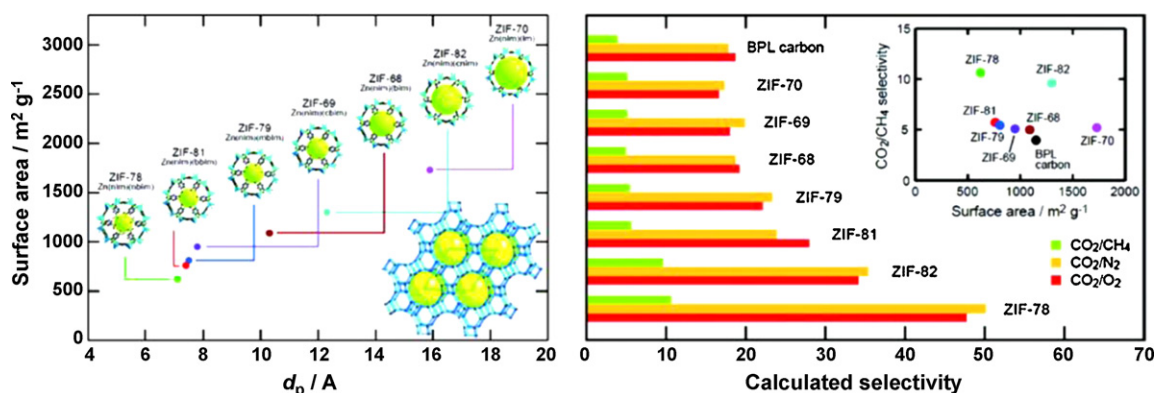 3000
2500
2000
1500
1000
500
0
Surface area / m² g⁻¹
4
6
8
10
12
14
16
18
20
dₚ / A
ZIF-78
ZIF-81
ZIF-79
ZIF-69
ZIF-68
ZIF-82
ZIF-70
BPL carbon
ZIF-70
ZIF-69
ZIF-68
ZIF-79
ZIF-81
ZIF-82
ZIF-78
0
10
20
30
40
50
60
70
Calculated selectivity
CO₂/CH₄
CO₂/N₂
CO₂/O₂
CO₂/CH₄ selectivity
15
10
5
0
0
500
1000
1500
2000
Surface area / m² g⁻¹
ZIF-78
ZIF-82
ZIF-81
ZIF-79
ZIF-69
ZIF-68
BPL
carbon
ZIF-70